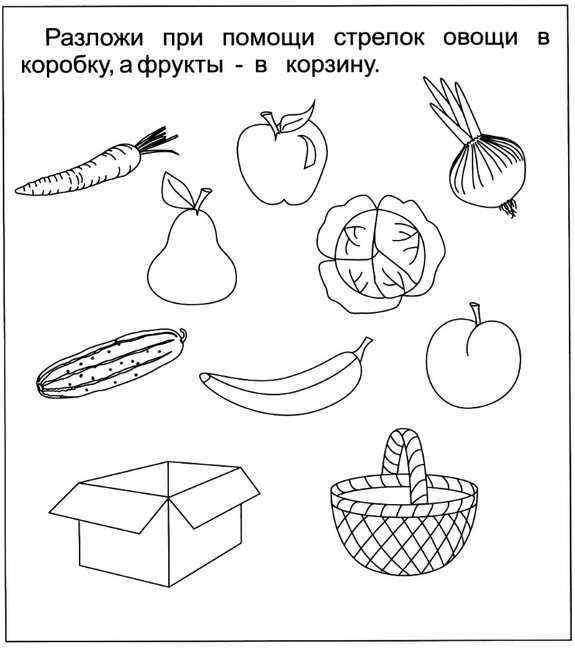 Разложи при помощи стрелок овощи в
коробку, а фрукты - в корзину.